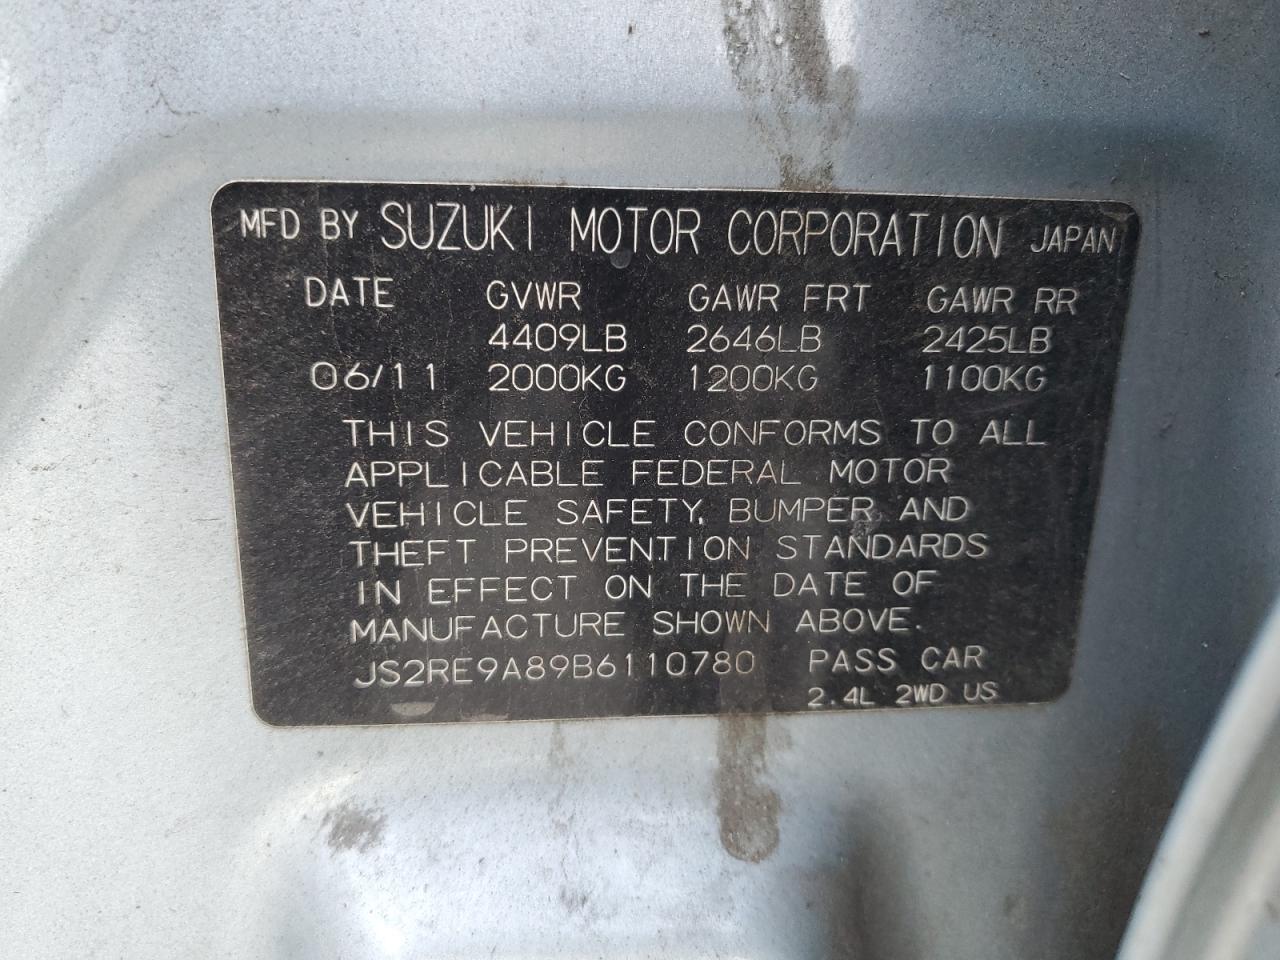 MFD BY SUZUKI MOTOR CORPORATION JAPAN
DATE GVWR GAWR FRT GAWR RR
4409LB 2646LB 2425LB
06/11 2000KG 1200KG 1100KG
THIS VEHICLE CONFORMS TO ALL
APPLICABLE FEDERAL MOTOR
VEHICLE SAFETY, BUMPER AND
THEFT PREVENTION STANDARDS
IN EFFECT ON THE DATE OF
MANUFACTURE SHOWN ABOVE.
JS2RE9A89B6110780 PASS CAR
2.4L 2WD US